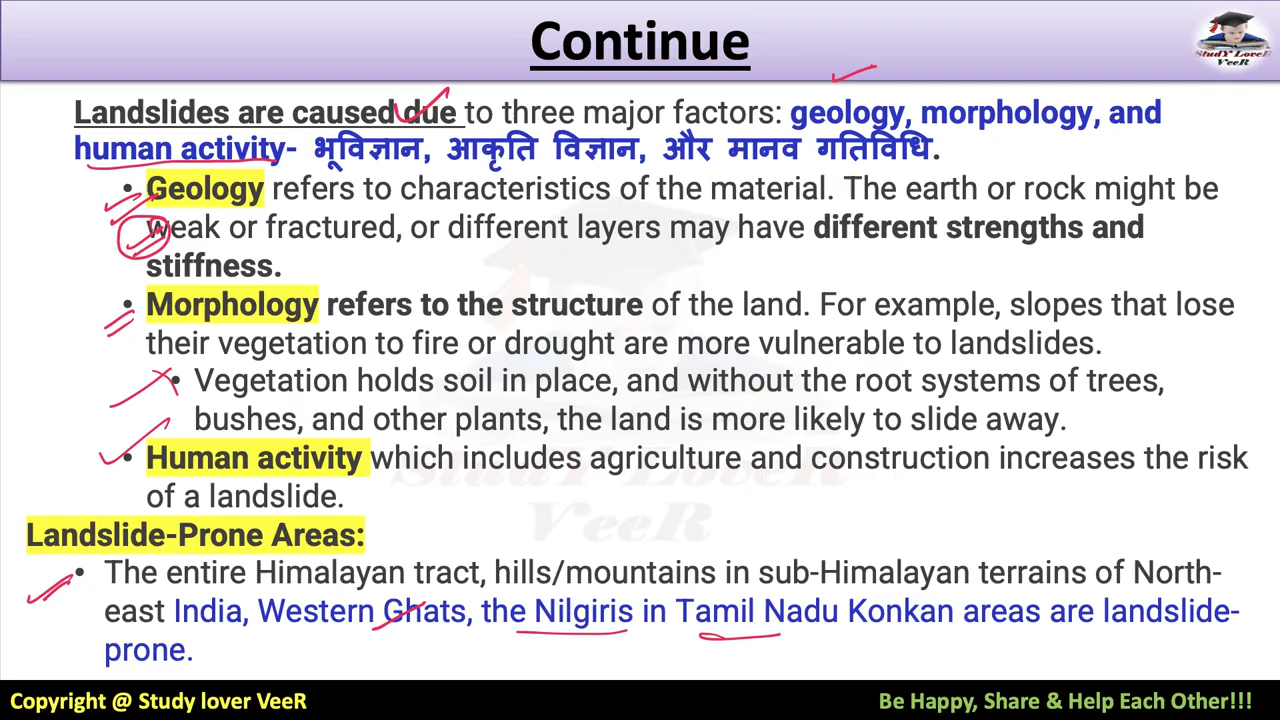 Continue
StudY LoveR
VeeR
Landslides are caused due to three major factors: geology, morphology, and
human activity- भूविज्ञान, आकृति विज्ञान, और मानव गतिविधि.
• Geology refers to characteristics of the material. The earth or rock might be
weak or fractured, or different layers may have different strengths and
stiffness.
• Morphology refers to the structure of the land. For example, slopes that lose
their vegetation to fire or drought are more vulnerable to landslides.
• Vegetation holds soil in place, and without the root systems of trees,
bushes, and other plants, the land is more likely to slide away.
• Human activity which includes agriculture and construction increases the risk
of a landslide.
StudY LoveR
VeeR
Landslide-Prone Areas:
• The entire Himalayan tract, hills/mountains in sub-Himalayan terrains of North-
east India, Western Ghats, the Nilgiris in Tamil Nadu Konkan areas are landslide-
prone.
Copyright @ Study lover VeeR
Be Happy, Share & Help Each Other!!!